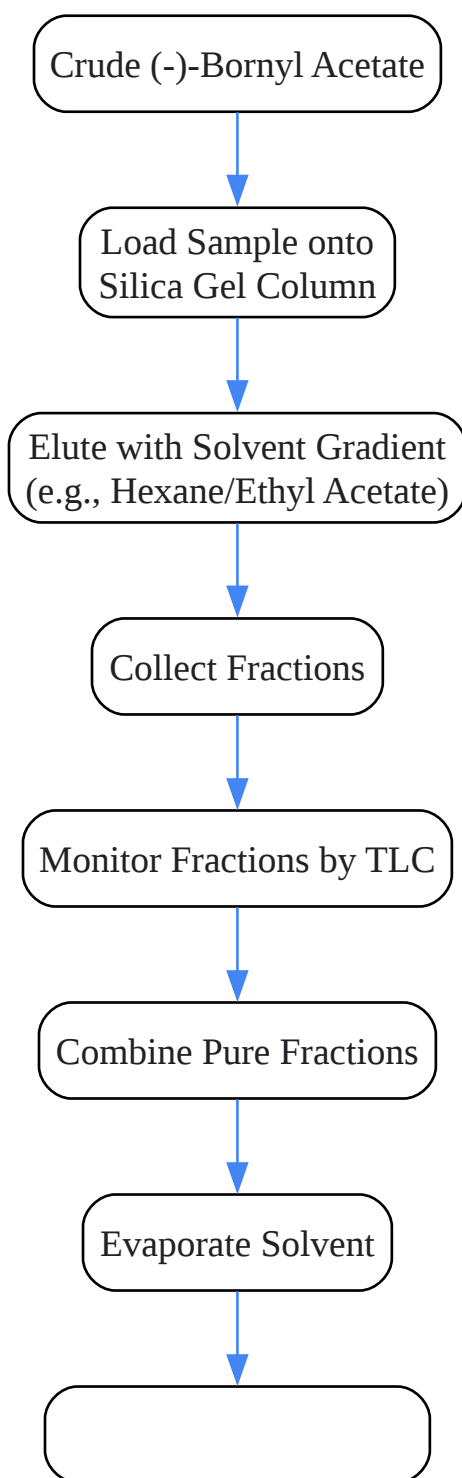 Crude (-)-Bornyl Acetate
Load Sample onto
Silica Gel Column
Elute with Solvent Gradient
(e.g., Hexane/Ethyl Acetate)
Collect Fractions
Monitor Fractions by TLC
Combine Pure Fractions
Evaporate Solvent